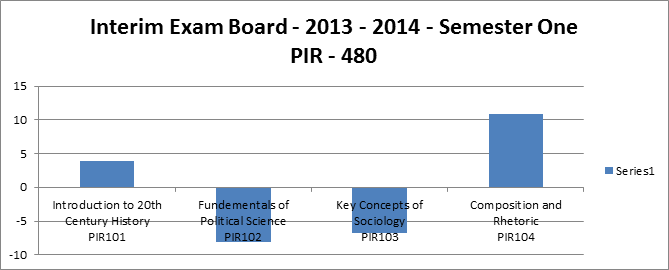 Interim Exam Board - 2013 - 2014 - Semester One
PIR - 480
15
10
5
0
-5
-10
Introduction to 20th
Century History
PIR101
Fundementals of
Political Science
PIR102
Key Concepts of
Sociology
PIR103
Composition and
Rhetoric
PIR104
Series1